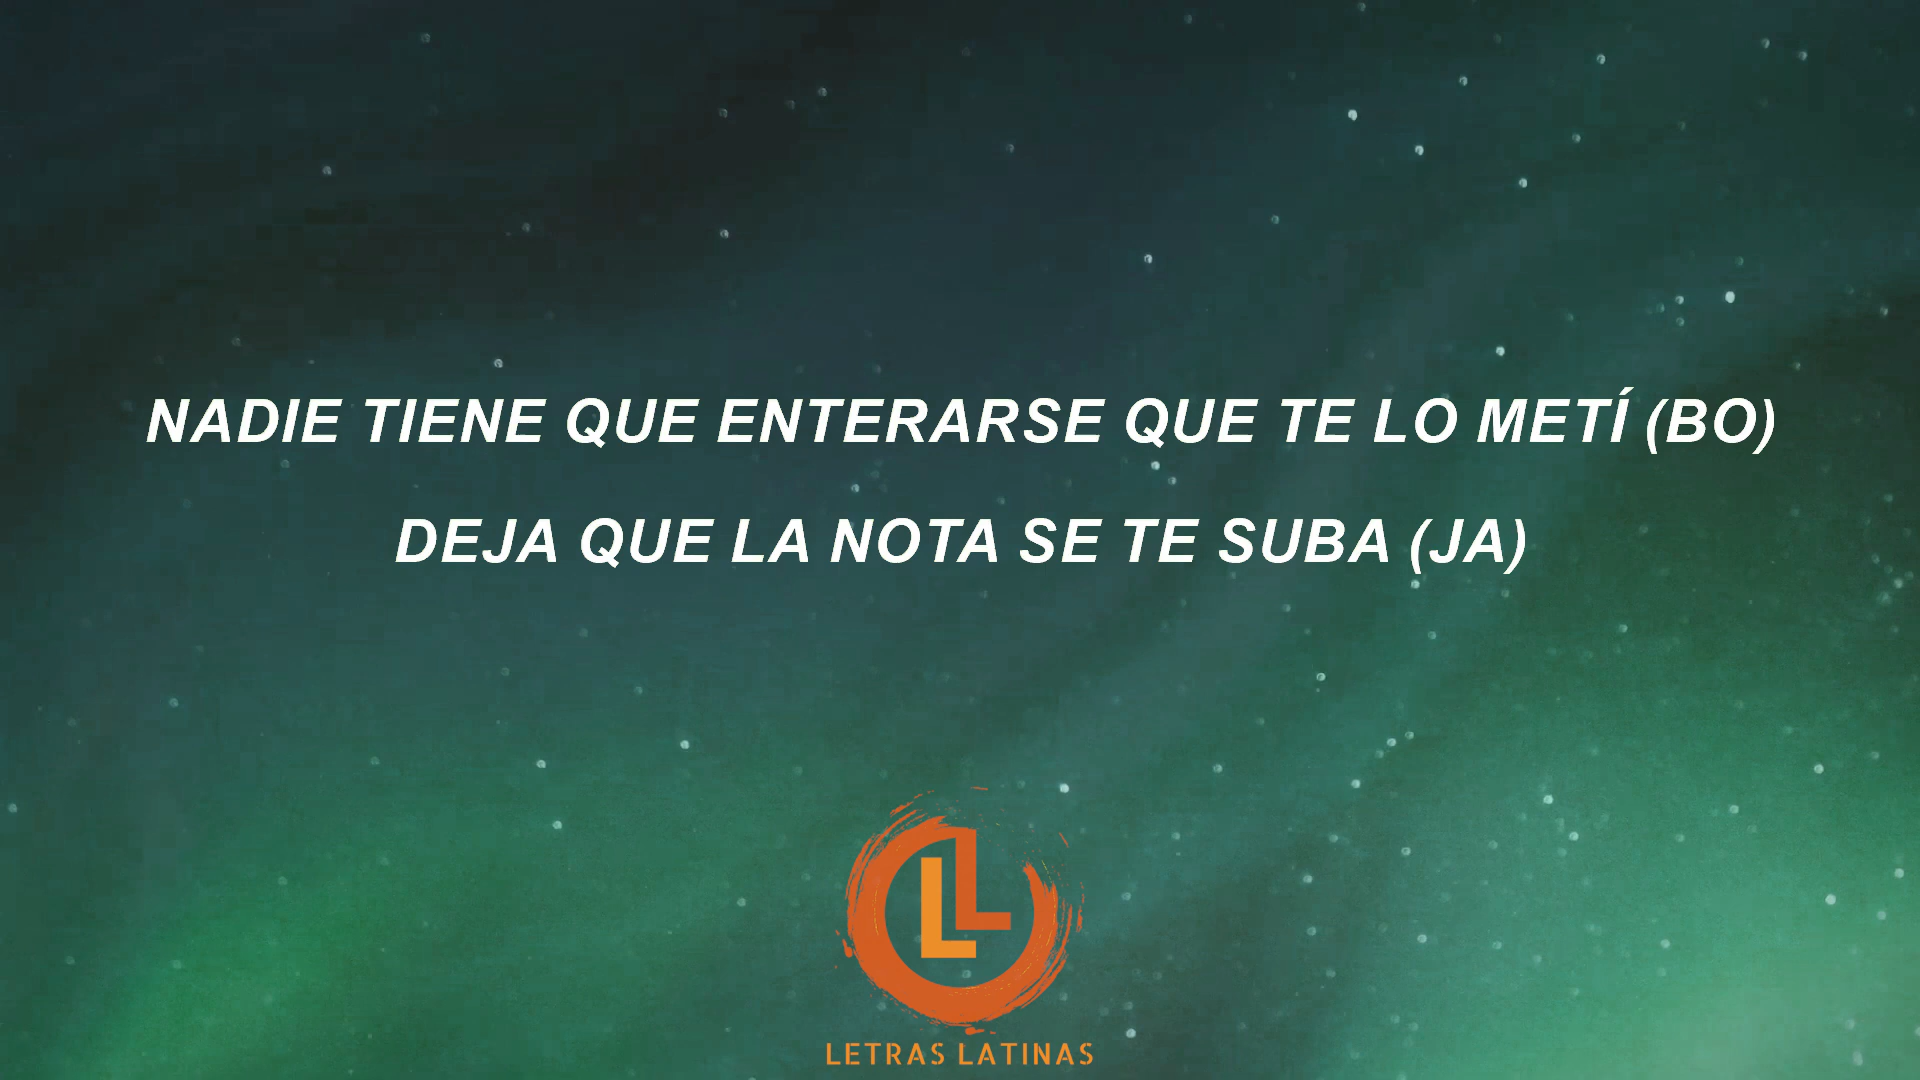 NADIE TIENE QUE ENTERARSE QUE TE LO METÍ (BO)
DEJA QUE LA NOTA SE TE SUBA (JA)
LL
LETRAS LATINAS